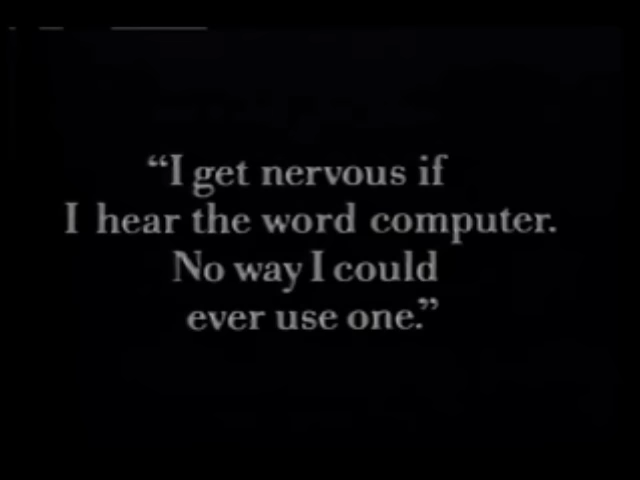 “I get nervous if
I hear the word computer.
No way I could
ever use one.”